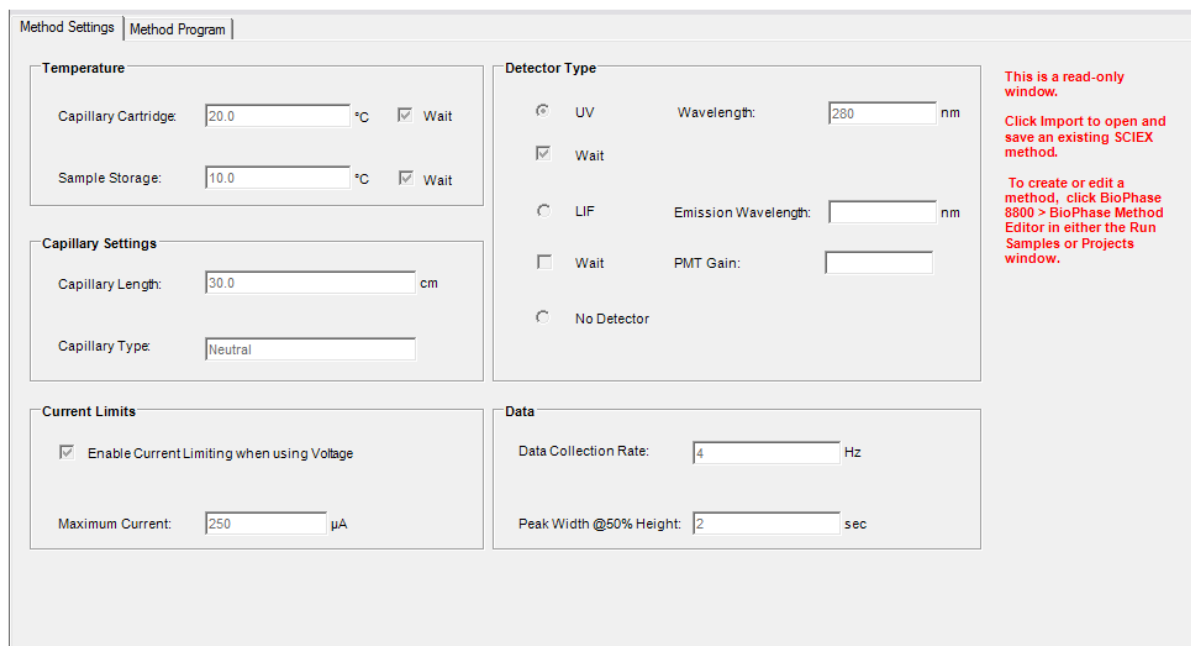 Method Settings
Method Program
Temperature
Capillary Cartridge: 20.0 °C Wait
Sample Storage: 10.0 °C Wait
Capillary Settings
Capillary Length: 30.0 cm
Capillary Type: Neutral
Current Limits
Enable Current Limiting when using Voltage
Maximum Current: 250 µA
Detector Type
UV Wavelength: 280 nm
Wait
LIF Emission Wavelength: nm
Wait PMT Gain:
No Detector
Data
Data Collection Rate: 4 Hz
Peak Width @50% Height: 2 sec
This is a read-only
window.
Click Import to open and
save an existing SCIEX
method.
To create or edit a
method, click BioPhase
8800 > BioPhase Method
Editor in either the Run
Samples or Projects
window.